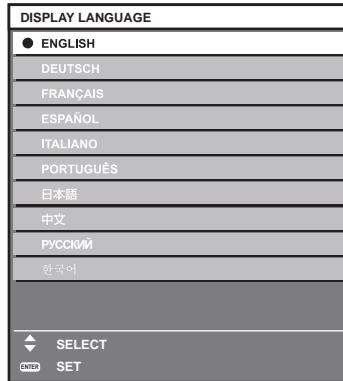 DISPLAY LANGUAGE
ENGLISH
DEUTSCH
FRANÇAIS
ESPAÑOL
ITALIANO
PORTUGUÊS
日本語
中文
РУССКИЙ
한국어
SELECT
ENTER SET